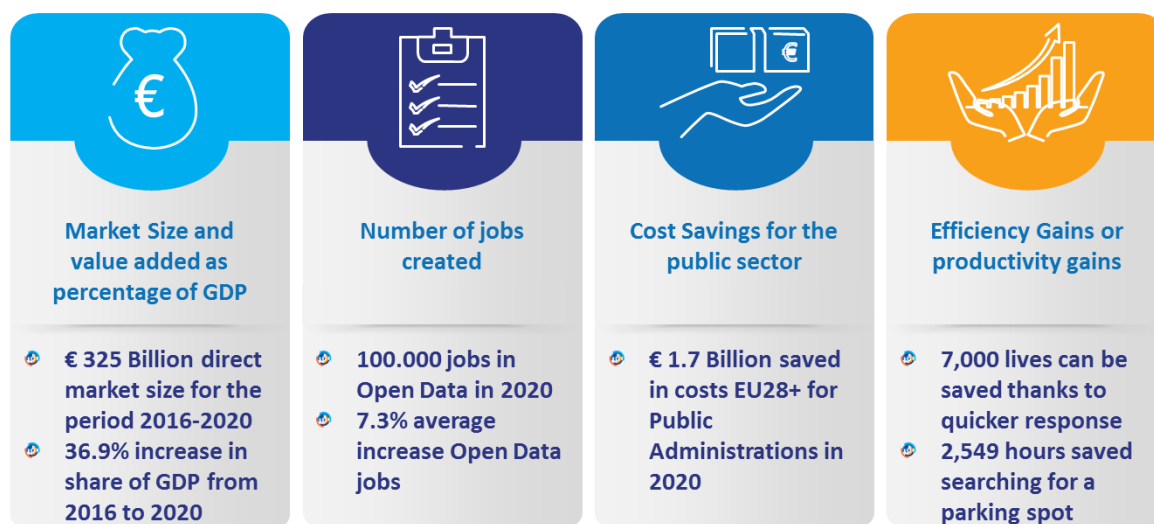 €
Market Size and
value added as
percentage of GDP
€ 325 Billion direct
market size for the
period 2016-2020
36.9% increase in
share of GDP from
2016 to 2020
Number of jobs
created
100.000 jobs in
Open Data in 2020
7.3% average
increase Open Data
jobs
€
Cost Savings for the
public sector
€ 1.7 Billion saved
in costs EU28+ for
Public
Administrations in
2020
Efficiency Gains or
productivity gains
7,000 lives can be
saved thanks to
quicker response
2,549 hours saved
searching for a
parking spot